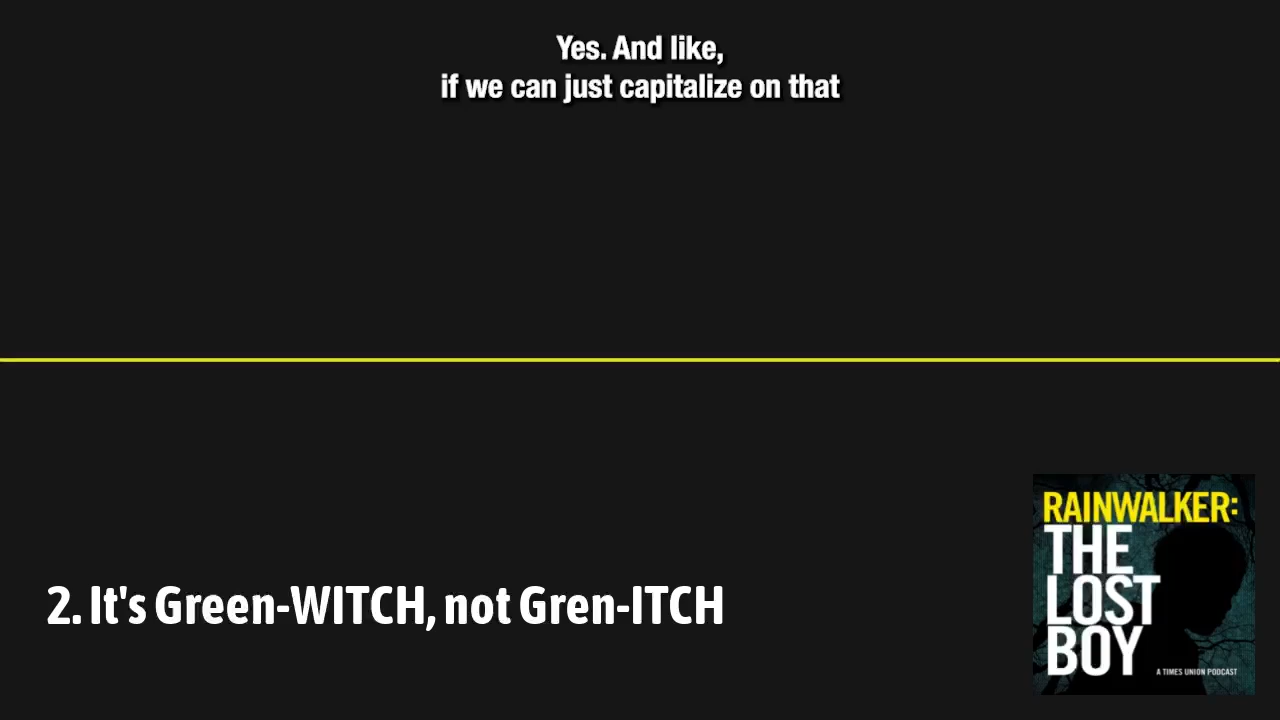 Yes. And like,
if we can just capitalize on that
2. It's Green-WITCH, not Gren-ITCH
RAINWALKER:
THE
LOST
BOY
A TIMES UNION PODCAST